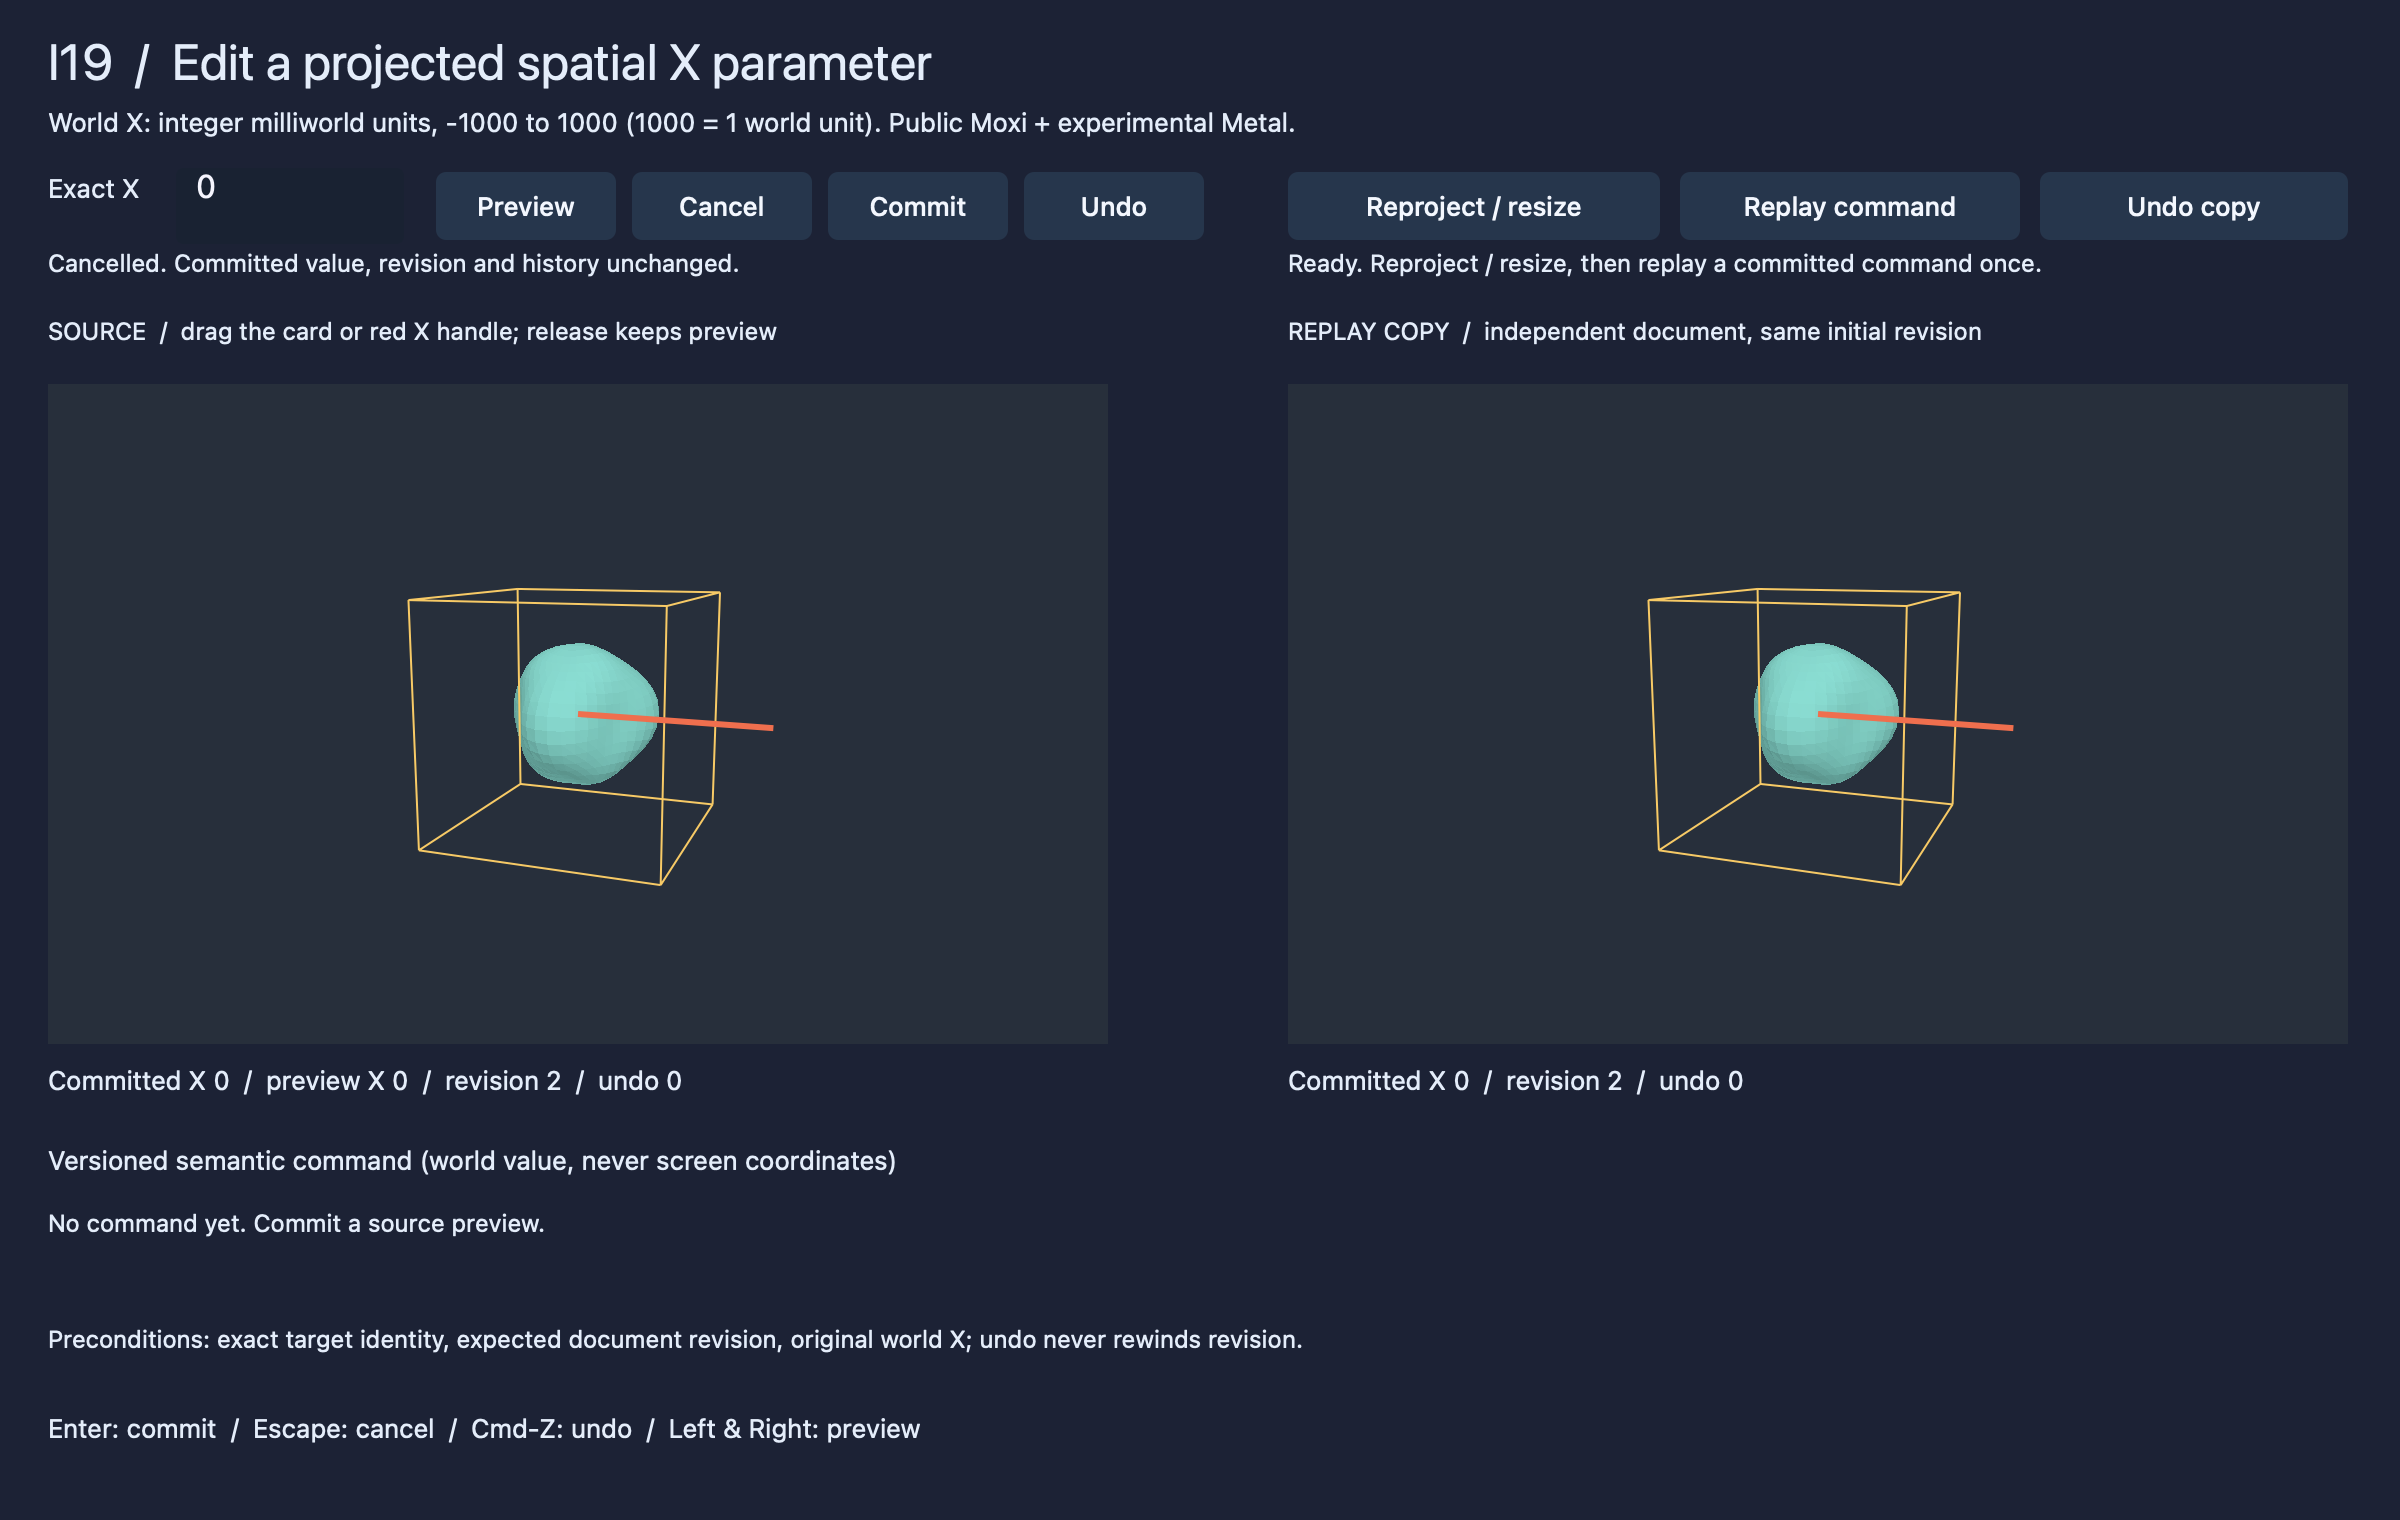 I19 / Edit a projected spatial X parameter
World X: integer milliworld units, -1000 to 1000 (1000 = 1 world unit). Public Moxi + experimental Metal.
Exact X 0 Preview Cancel Commit Undo Reproject / resize Replay command Undo copy
Cancelled. Committed value, revision and history unchanged. Ready. Reproject / resize, then replay a committed command once.
SOURCE / drag the card or red X handle; release keeps preview REPLAY COPY / independent document, same initial revision
Committed X 0 / preview X 0 / revision 2 / undo 0 Committed X 0 / revision 2 / undo 0
Versioned semantic command (world value, never screen coordinates)
No command yet. Commit a source preview.
Preconditions: exact target identity, expected document revision, original world X; undo never rewinds revision.
Enter: commit / Escape: cancel / Cmd-Z: undo / Left & Right: preview